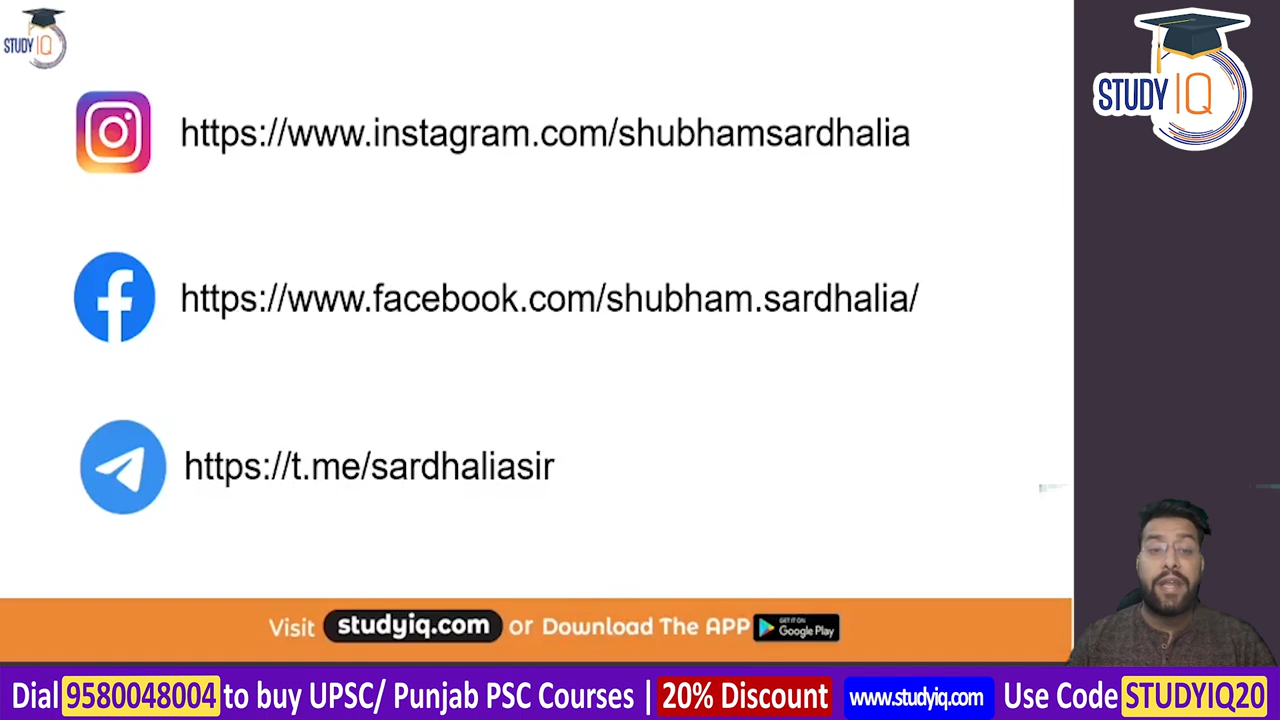 STUDY IQ
STUDY IQ
https://www.instagram.com/shubhamsardhalia
https://www.facebook.com/shubham.sardhalia/
https://t.me/sardhaliasir
Visit studyiq.com or Download The APP GET IT ON Google Play
Dial 9580048004 to buy UPSC/ Punjab PSC Courses | 20% Discount www.studyiq.com Use Code STUDYIQ20